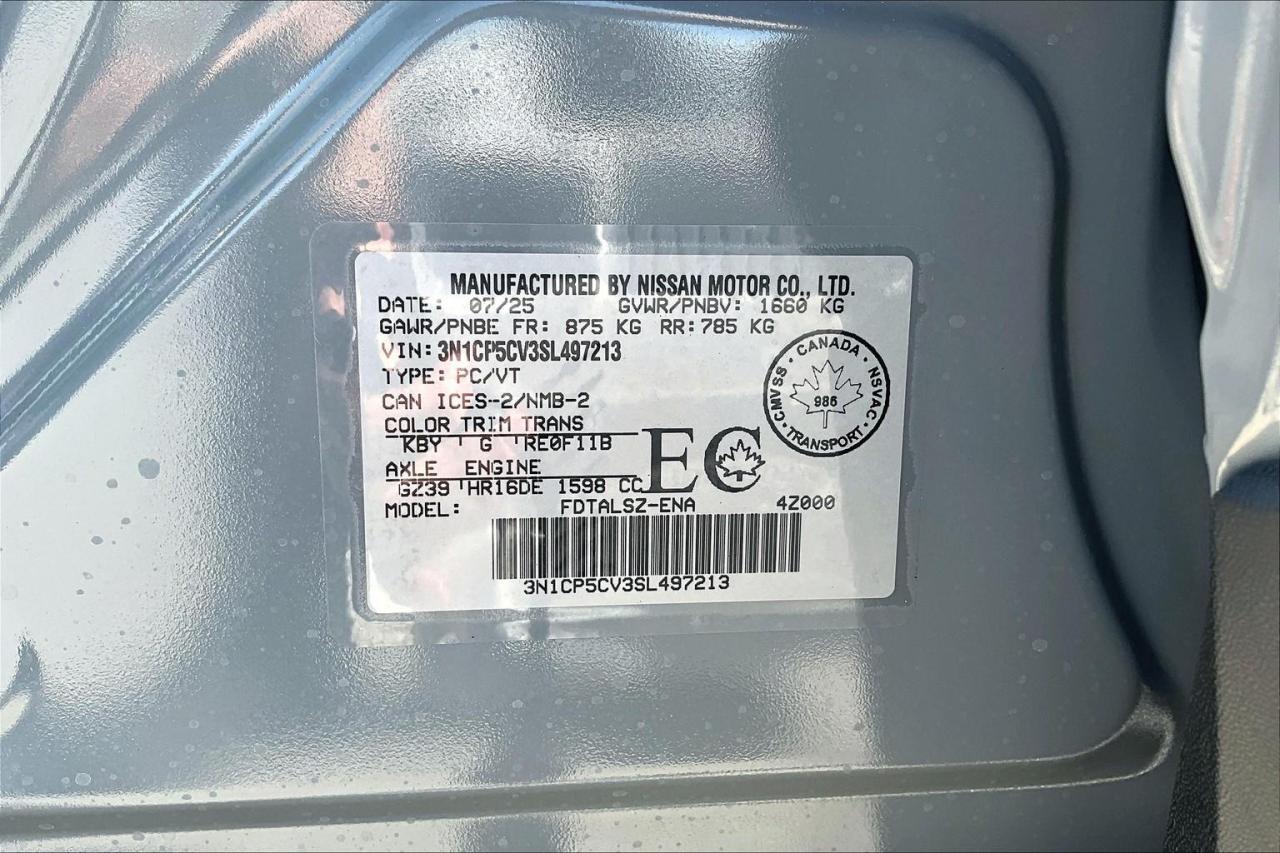 MANUFACTURED BY NISSAN MOTOR CO., LTD.
DATE: 07/25 GVWR/PNBV: 1660 KG
GAWR/PNBE FR: 875 KG RR:785 KG
VIN:3N1CP5CV3SL497213
TYPE:PC/VT
CAN ICES-2/NMB-2
COLOR TRIM TRANS
KBY G RE0F11B
AXLE ENGINE
GZ39 HR16DE 1598 CC
MODEL: FDTALSZ-ENA 4Z000
3N1CP5CV3SL497213
EC
CANADA · NSVAC · TRANSPORT · CMVSS ·
986